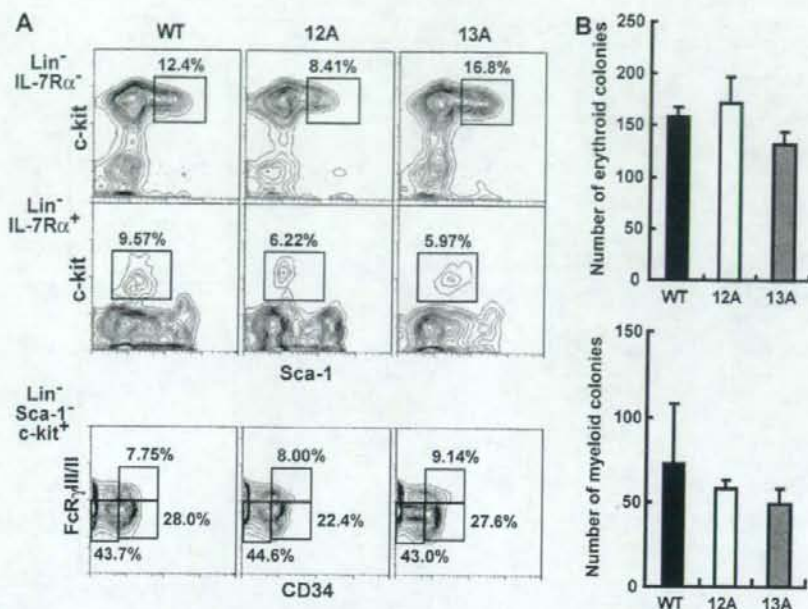 A
WT 12A 13A
Lin⁻
IL-7Rα⁻
c-kit
12.4% 8.41% 16.8%
Lin⁻
IL-7Rα⁺
c-kit
9.57% 6.22% 5.97%
Sca-1
Lin⁻
Sca-1⁻
c-kit⁺
FcRγIII/II
7.75% 8.00% 9.14%
28.0% 22.4% 27.6%
43.7% 44.6% 43.0%
CD34
B
Number of erythroid colonies
250
200
150
100
50
0
WT 12A 13A
Number of myeloid colonies
150
100
50
0
WT 12A 13A